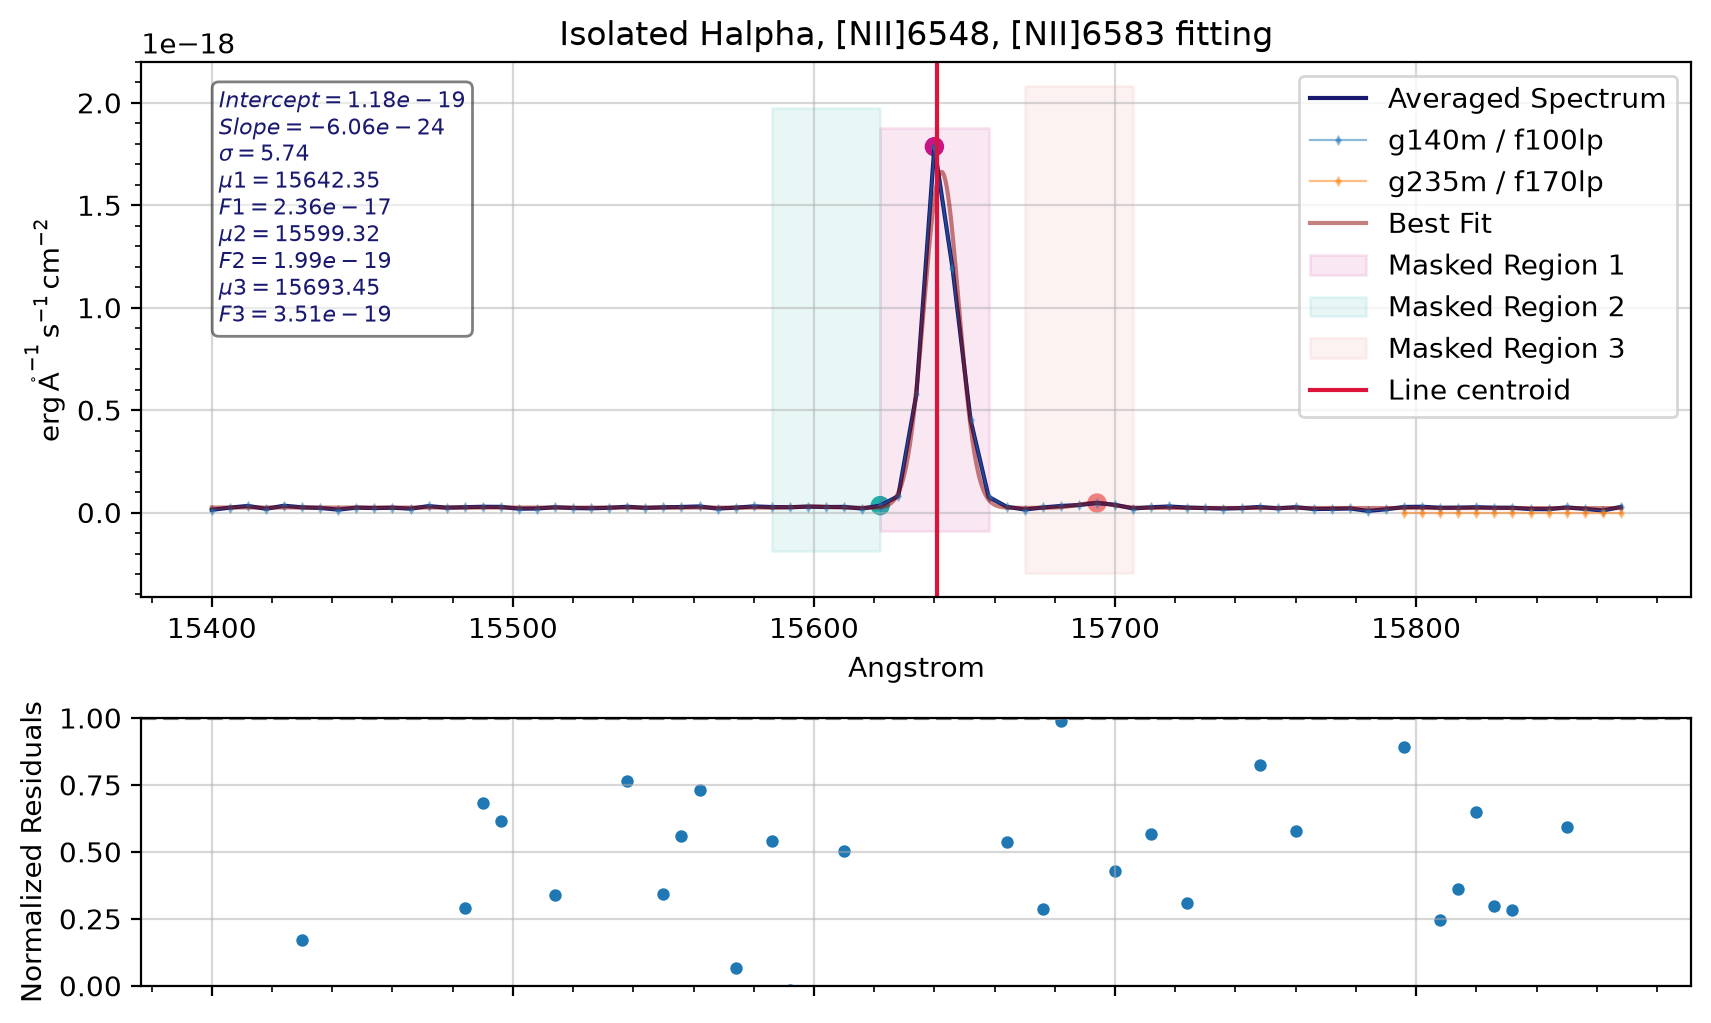 Isolated Halpha, [NII]6548, [NII]6583 fitting
1e−18
erg Å⁻¹ s⁻¹ cm⁻²
2.0
1.5
1.0
0.5
0.0
Intercept = 1.18e − 19
Slope = −6.06e − 24
σ = 5.74
μ1 = 15642.35
F1 = 2.36e − 17
μ2 = 15599.32
F2 = 1.99e − 19
μ3 = 15693.45
F3 = 3.51e − 19
Averaged Spectrum
g140m / f100lp
g235m / f170lp
Best Fit
Masked Region 1
Masked Region 2
Masked Region 3
Line centroid
15400 15500 15600 15700 15800
Angstrom
Normalized Residuals
1.00
0.75
0.50
0.25
0.00